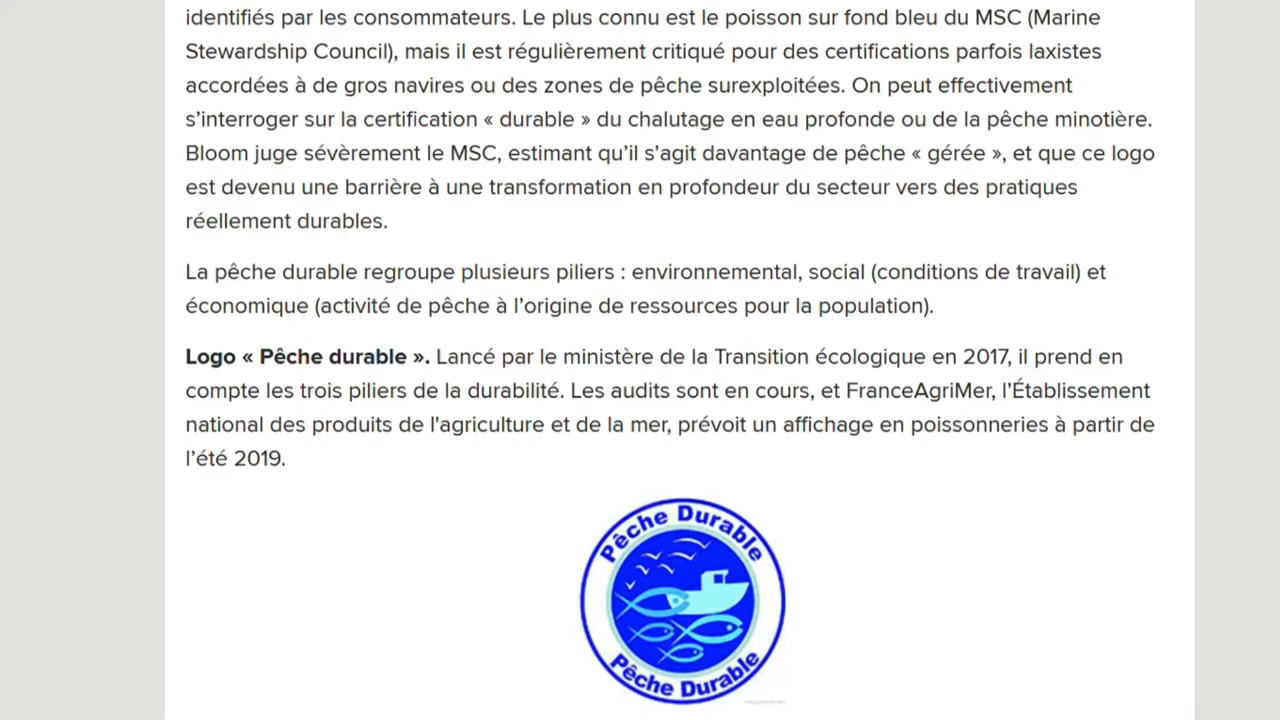 identifiés par les consommateurs. Le plus connu est le poisson sur fond bleu du MSC (Marine
Stewardship Council), mais il est régulièrement critiqué pour des certifications parfois laxistes
accordées à de gros navires ou des zones de pêche surexploitées. On peut effectivement
s’interroger sur la certification « durable » du chalutage en eau profonde ou de la pêche minotière.
Bloom juge sévèrement le MSC, estimant qu’il s’agit davantage de pêche « gérée », et que ce logo
est devenu une barrière à une transformation en profondeur du secteur vers des pratiques
réellement durables.
La pêche durable regroupe plusieurs piliers : environnemental, social (conditions de travail) et
économique (activité de pêche à l’origine de ressources pour la population).
Logo « Pêche durable ». Lancé par le ministère de la Transition écologique en 2017, il prend en
compte les trois piliers de la durabilité. Les audits sont en cours, et FranceAgriMer, l’Établissement
national des produits de l'agriculture et de la mer, prévoit un affichage en poissonneries à partir de
l’été 2019.
Pêche Durable
Pêche Durable